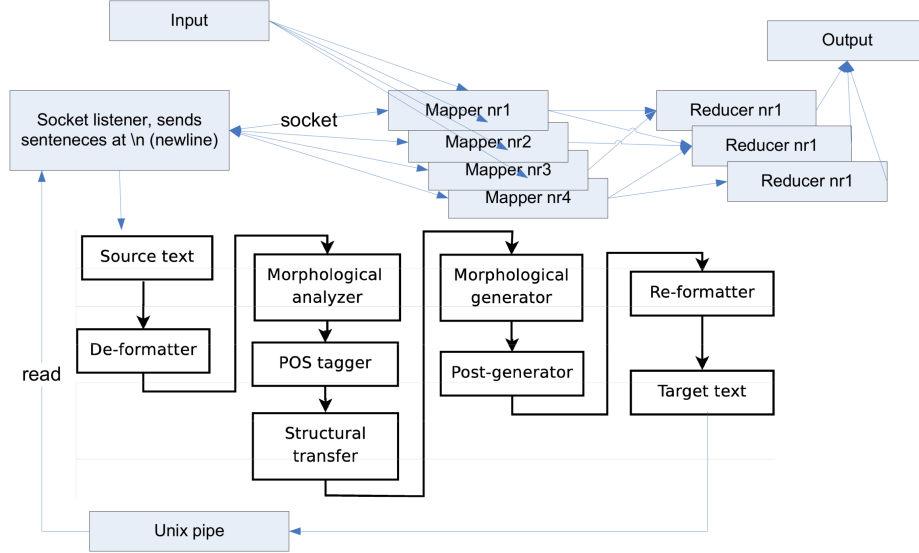 Input
Output
Socket listener, sends
senteneces at \n (newline)
socket
Mapper nr1
Mapper nr2
Mapper nr3
Mapper nr4
Reducer nr1
Reducer nr1
Reducer nr1
Source text
De-formatter
Morphological
analyzer
POS tagger
Structural
transfer
Morphological
generator
Post-generator
Re-formatter
Target text
read
Unix pipe